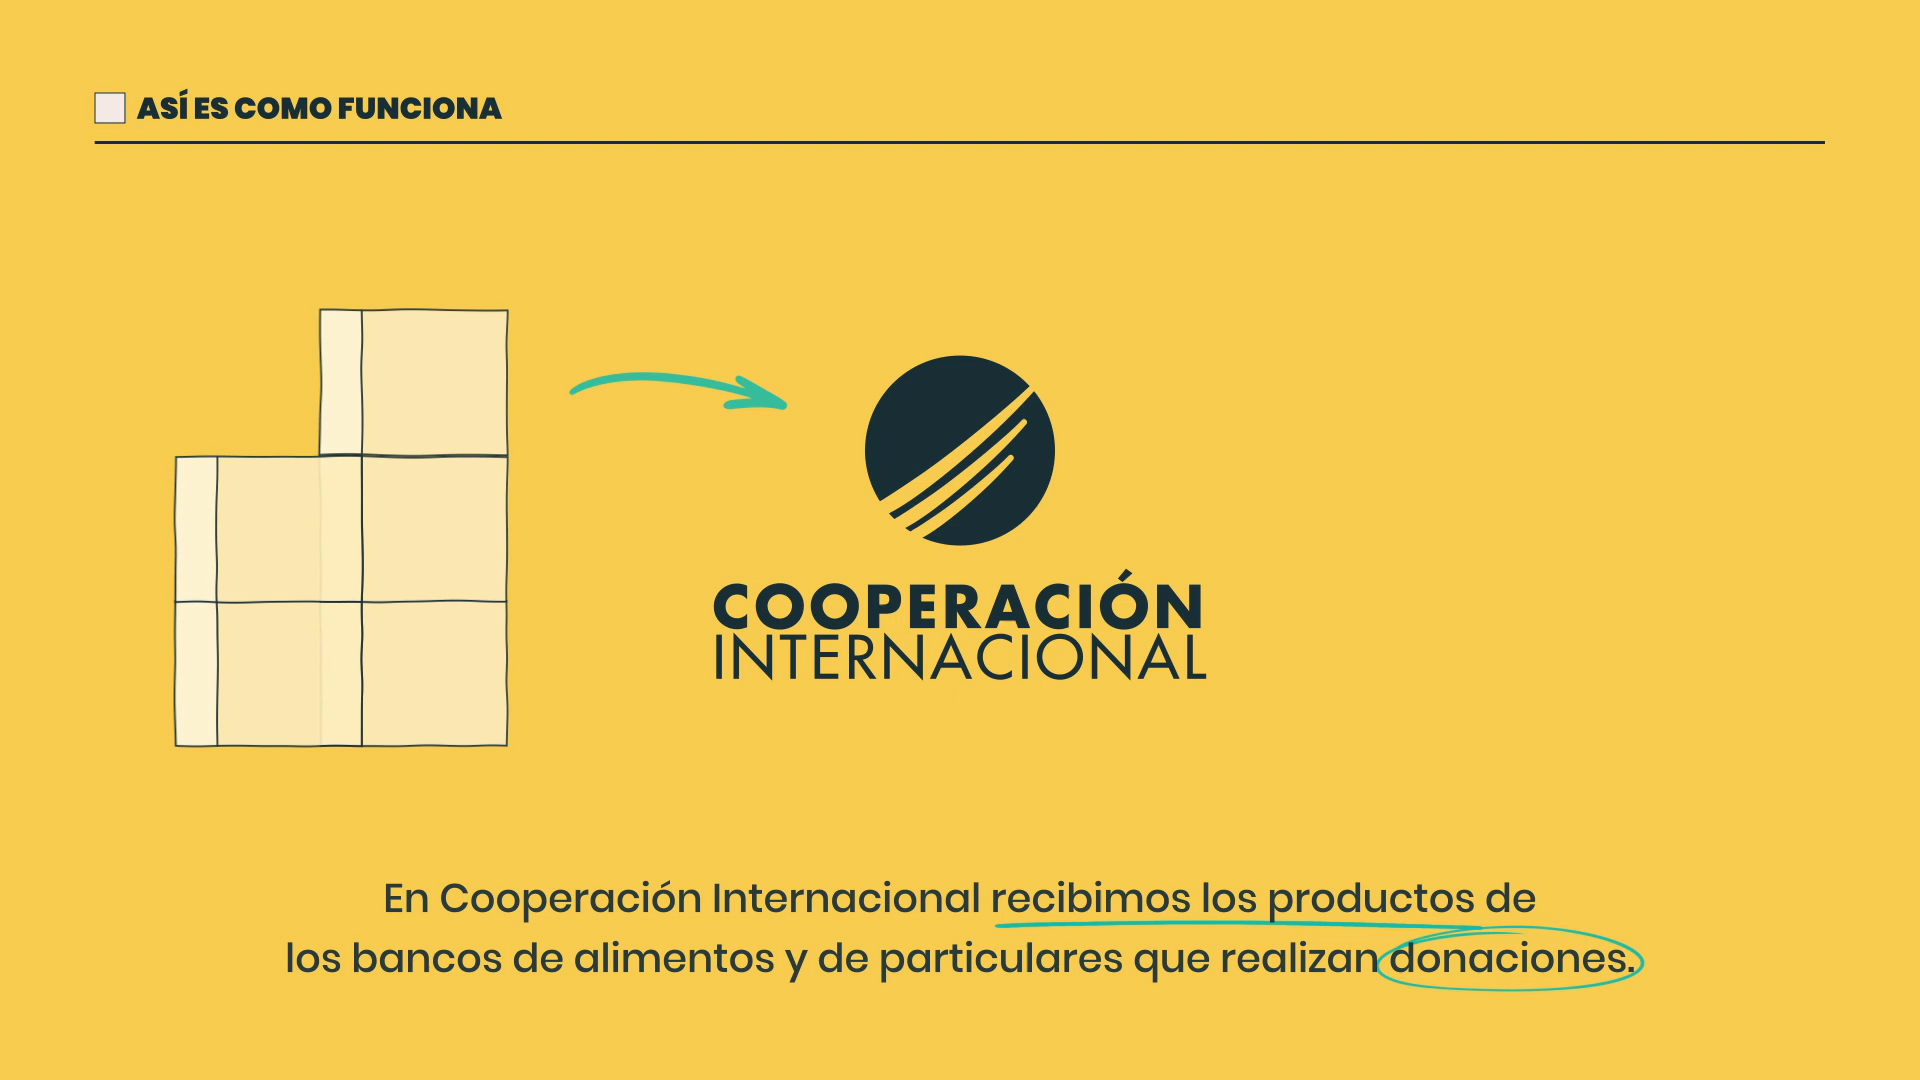 ASÍ ES COMO FUNCIONA
COOPERACIÓN
INTERNACIONAL
En Cooperación Internacional recibimos los productos de
los bancos de alimentos y de particulares que realizan donaciones.